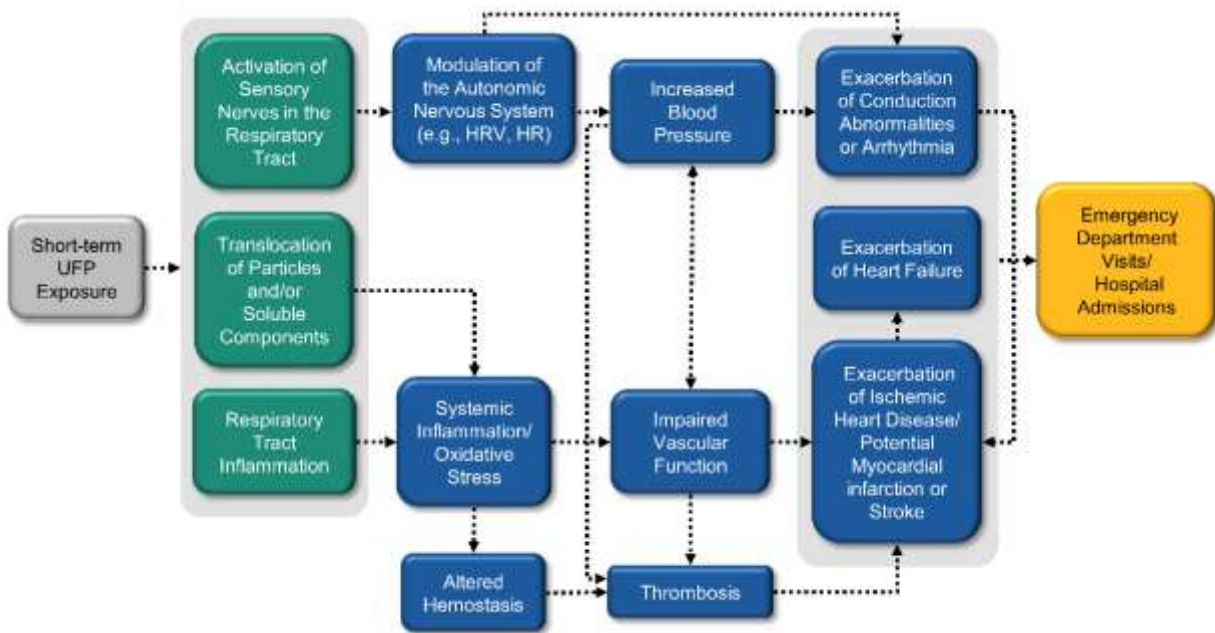 Short-term
UFP
Exposure
Activation of
Sensory
Nerves in the
Respiratory
Tract
Translocation
of Particles
and/or
Soluble
Components
Respiratory
Tract
Inflammation
Modulation of
the Autonomic
Nervous System
(e.g., HRV, HR)
Systemic
Inflammation/
Oxidative
Stress
Altered
Hemostasis
Increased
Blood
Pressure
Impaired
Vascular
Function
Thrombosis
Exacerbation
of Conduction
Abnormalities
or Arrhythmia
Exacerbation
of Heart Failure
Exacerbation
of Ischemic
Heart Disease/
Potential
Myocardial
infarction or
Stroke
Emergency
Department
Visits/
Hospital
Admissions